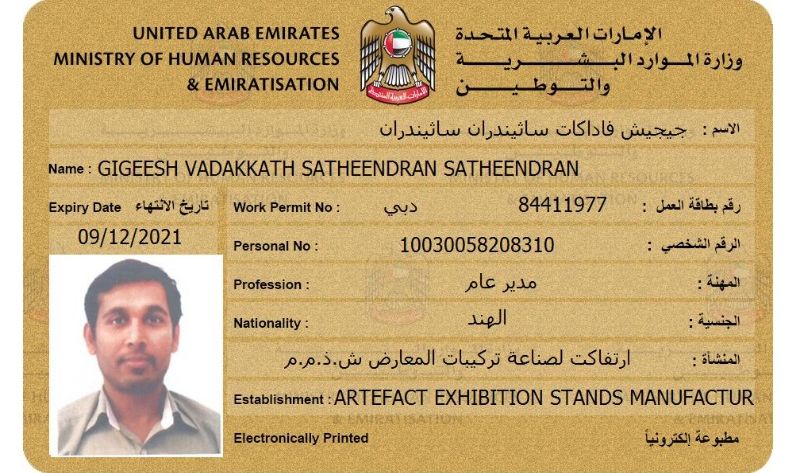 UNITED ARAB EMIRATES
MINISTRY OF HUMAN RESOURCES
& EMIRATISATION
الإمارات العربية المتحدة
وزارة المـوارد البـشـــريـــة
والتـــوطـــيـــن
الاسم : جيجيش فاداكات ساثيندران ساثيندران
Name : GIGEESH VADAKKATH SATHEENDRAN SATHEENDRAN
Expiry Date تاريخ الانتهاء
09/12/2021
Work Permit No : دبي 84411977 رقم بطاقة العمل :
Personal No : 10030058208310 الرقم الشخصي :
Profession : مدير عام المهنة :
Nationality : الهند الجنسية :
ارتفاكت لصناعة تركيبات المعارض ش.ذ.م.م المنشأة :
Establishment : ARTEFACT EXHIBITION STANDS MANUFACTUR
Electronically Printed مطبوعة إلكترونياً